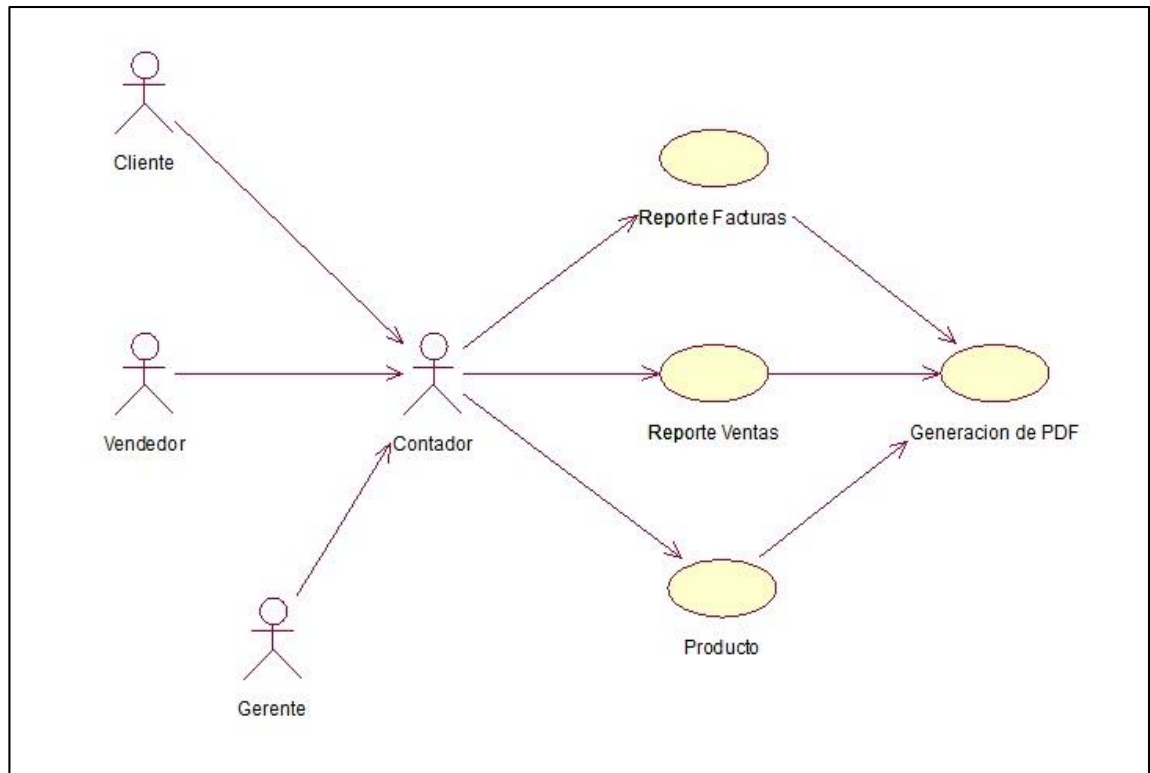 Cliente
Reporte Facturas
Vendedor
Contador
Reporte Ventas
Generacion de PDF
Producto
Gerente